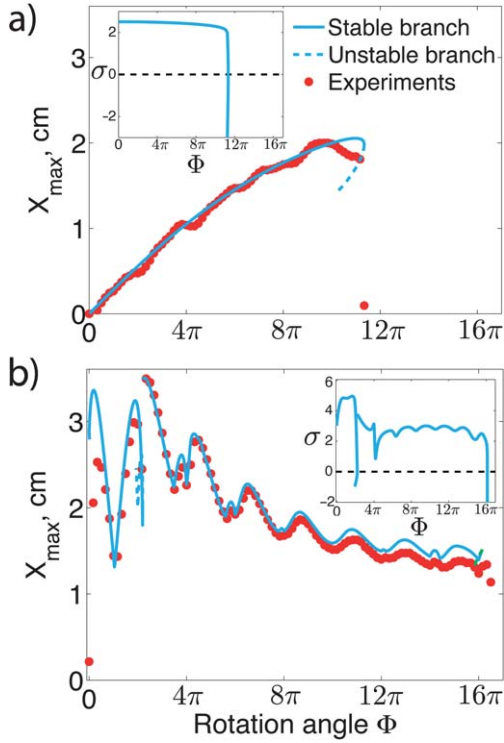 a)
Stable branch
Unstable branch
Experiments
2
σ 0
-2
0 4π 8π 12π 16π
Φ
X_max, cm
3
2
1
0
0 4π 8π 12π 16π
b)
X_max, cm
3
2
1
0
6
4
σ 2
0
-2
0 4π 8π 12π 16π
Φ
0 4π 8π 12π 16π
Rotation angle Φ